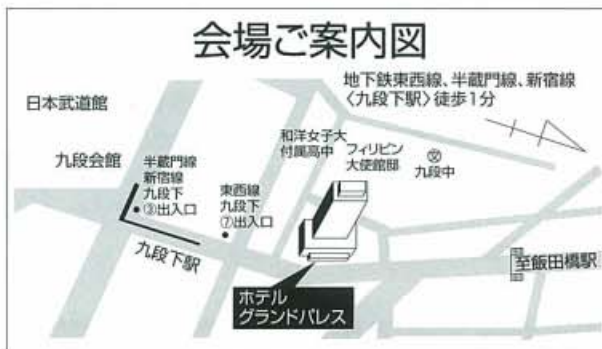 会場ご案内図
地下鉄東西線、半蔵門線、新宿線
〈九段下駅〉徒歩1分
日本武道館
九段会館
半蔵門線
新宿線
九段下
③出入口
東西線
九段下
⑦出入口
和洋女子大
付属高中
フィリピン
大使館邸
文
九段中
九段下駅
至飯田橋駅
ホテル
グランドパレス